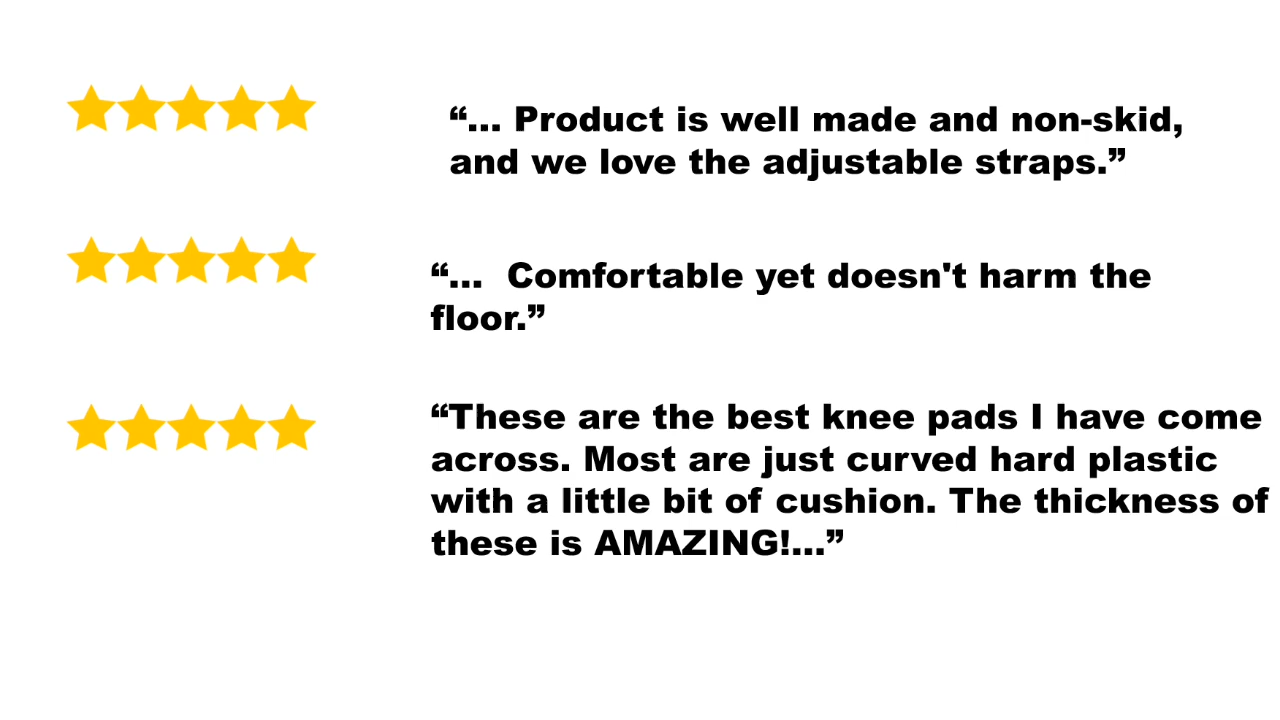 “... Product is well made and non-skid,
and we love the adjustable straps.”
“...  Comfortable yet doesn't harm the
floor.”
“These are the best knee pads I have come
across. Most are just curved hard plastic
with a little bit of cushion. The thickness of
these is AMAZING!...”